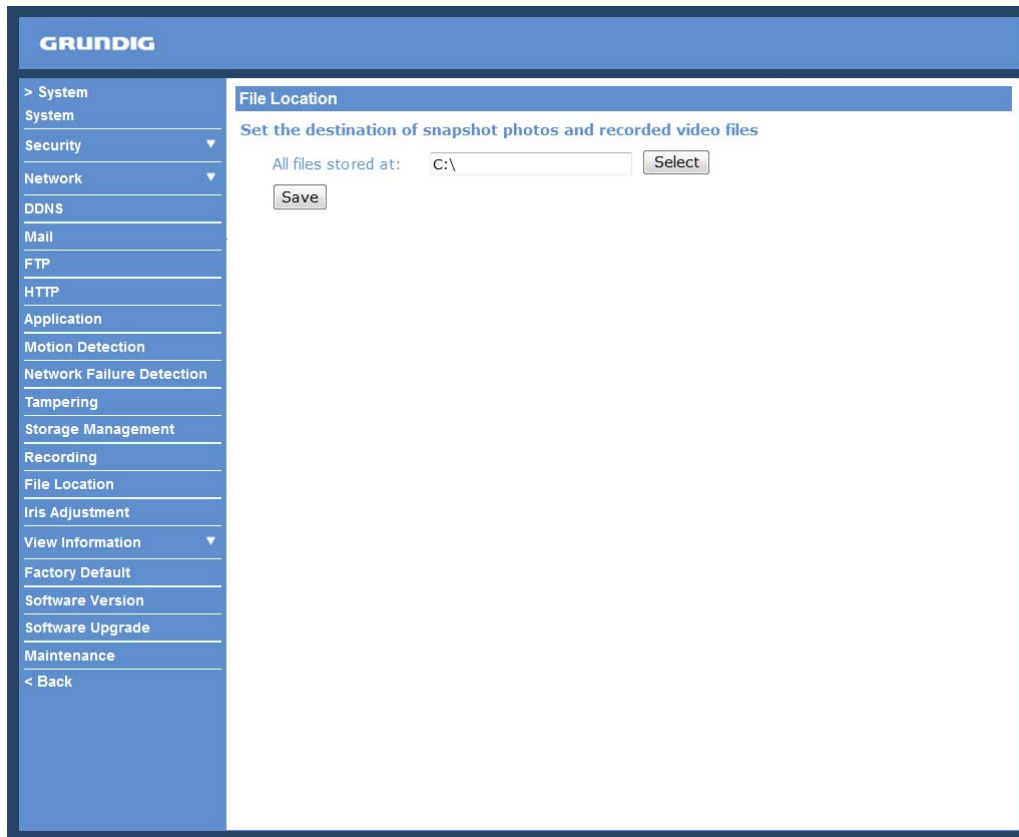 GRUNDIG
> System
System
Security
Network
DDNS
Mail
FTP
HTTP
Application
Motion Detection
Network Failure Detection
Tampering
Storage Management
Recording
File Location
Iris Adjustment
View Information
Factory Default
Software Version
Software Upgrade
Maintenance
< Back
File Location
Set the destination of snapshot photos and recorded video files
All files stored at: C:\ Select
Save